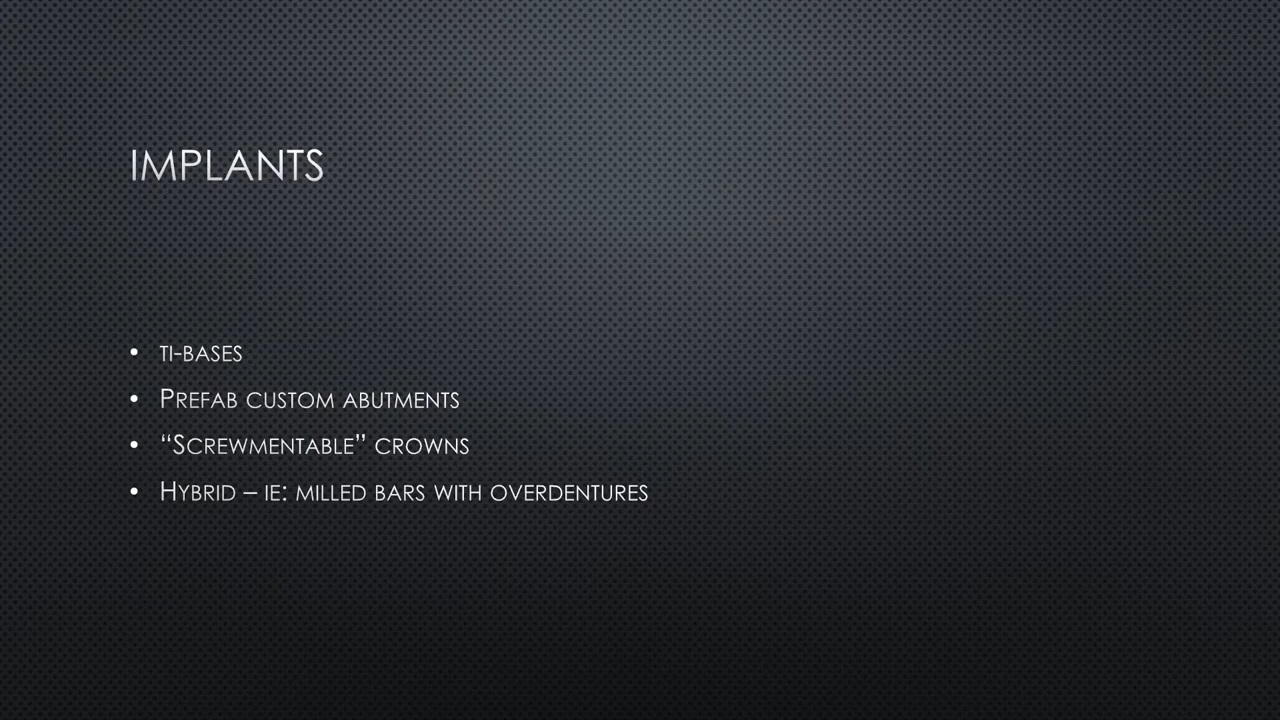 IMPLANTS
• TI-BASES
• PREFAB CUSTOM ABUTMENTS
• “SCREWMENTABLE” CROWNS
• HYBRID – IE: MILLED BARS WITH OVERDENTURES